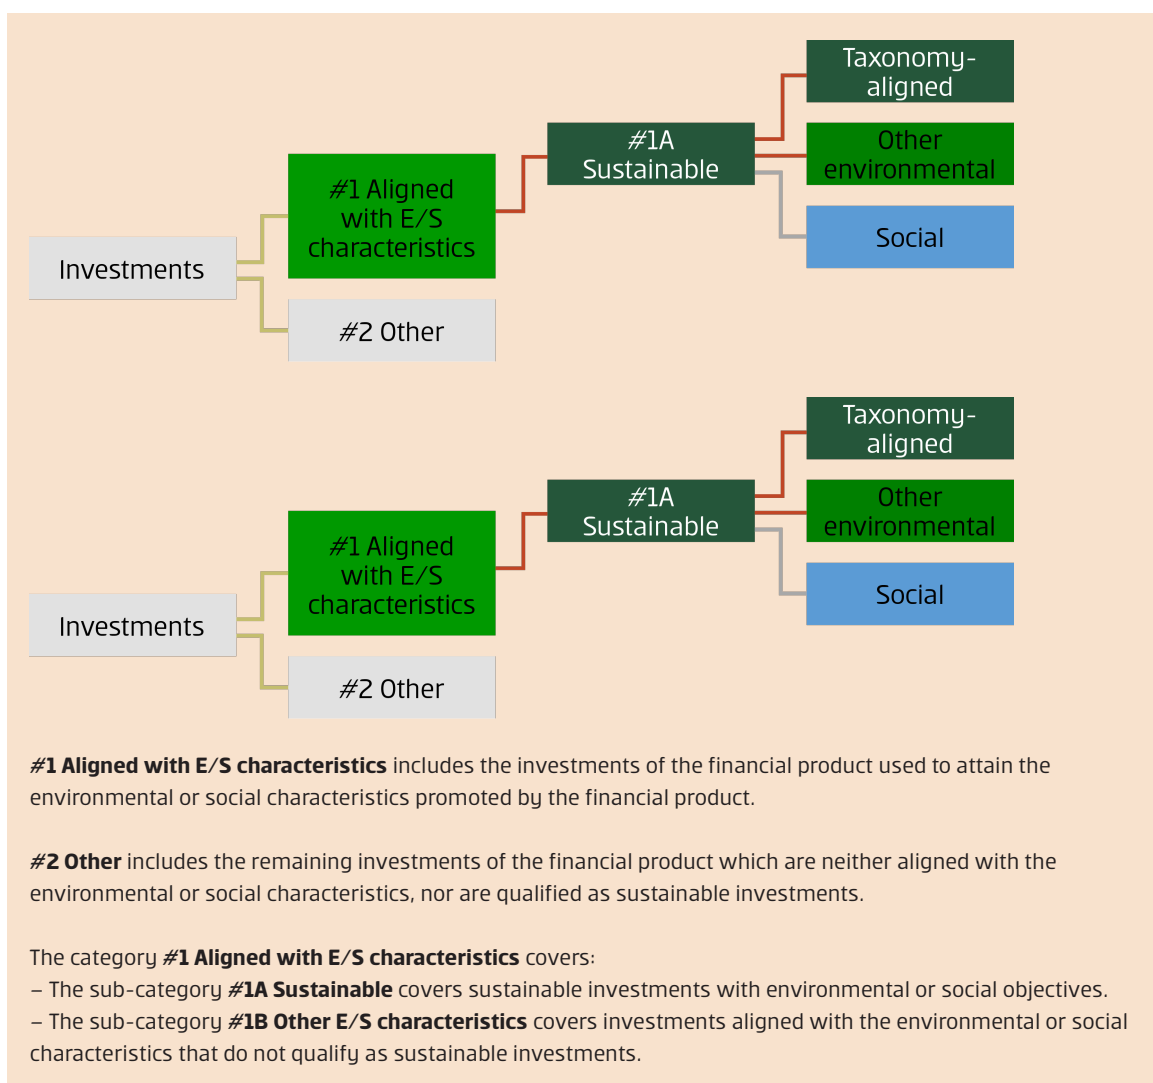 Taxonomy-
aligned
#1A
Sustainable
Other
environmental
#1 Aligned
with E/S
characteristics
Social
Investments
#2 Other
Taxonomy-
aligned
#1A
Sustainable
Other
environmental
#1 Aligned
with E/S
characteristics
Social
Investments
#2 Other
#1 Aligned with E/S characteristics includes the investments of the financial product used to attain the
environmental or social characteristics promoted by the financial product.
#2 Other includes the remaining investments of the financial product which are neither aligned with the
environmental or social characteristics, nor are qualified as sustainable investments.
The category #1 Aligned with E/S characteristics covers:
– The sub-category #1A Sustainable covers sustainable investments with environmental or social objectives.
– The sub-category #1B Other E/S characteristics covers investments aligned with the environmental or social
characteristics that do not qualify as sustainable investments.